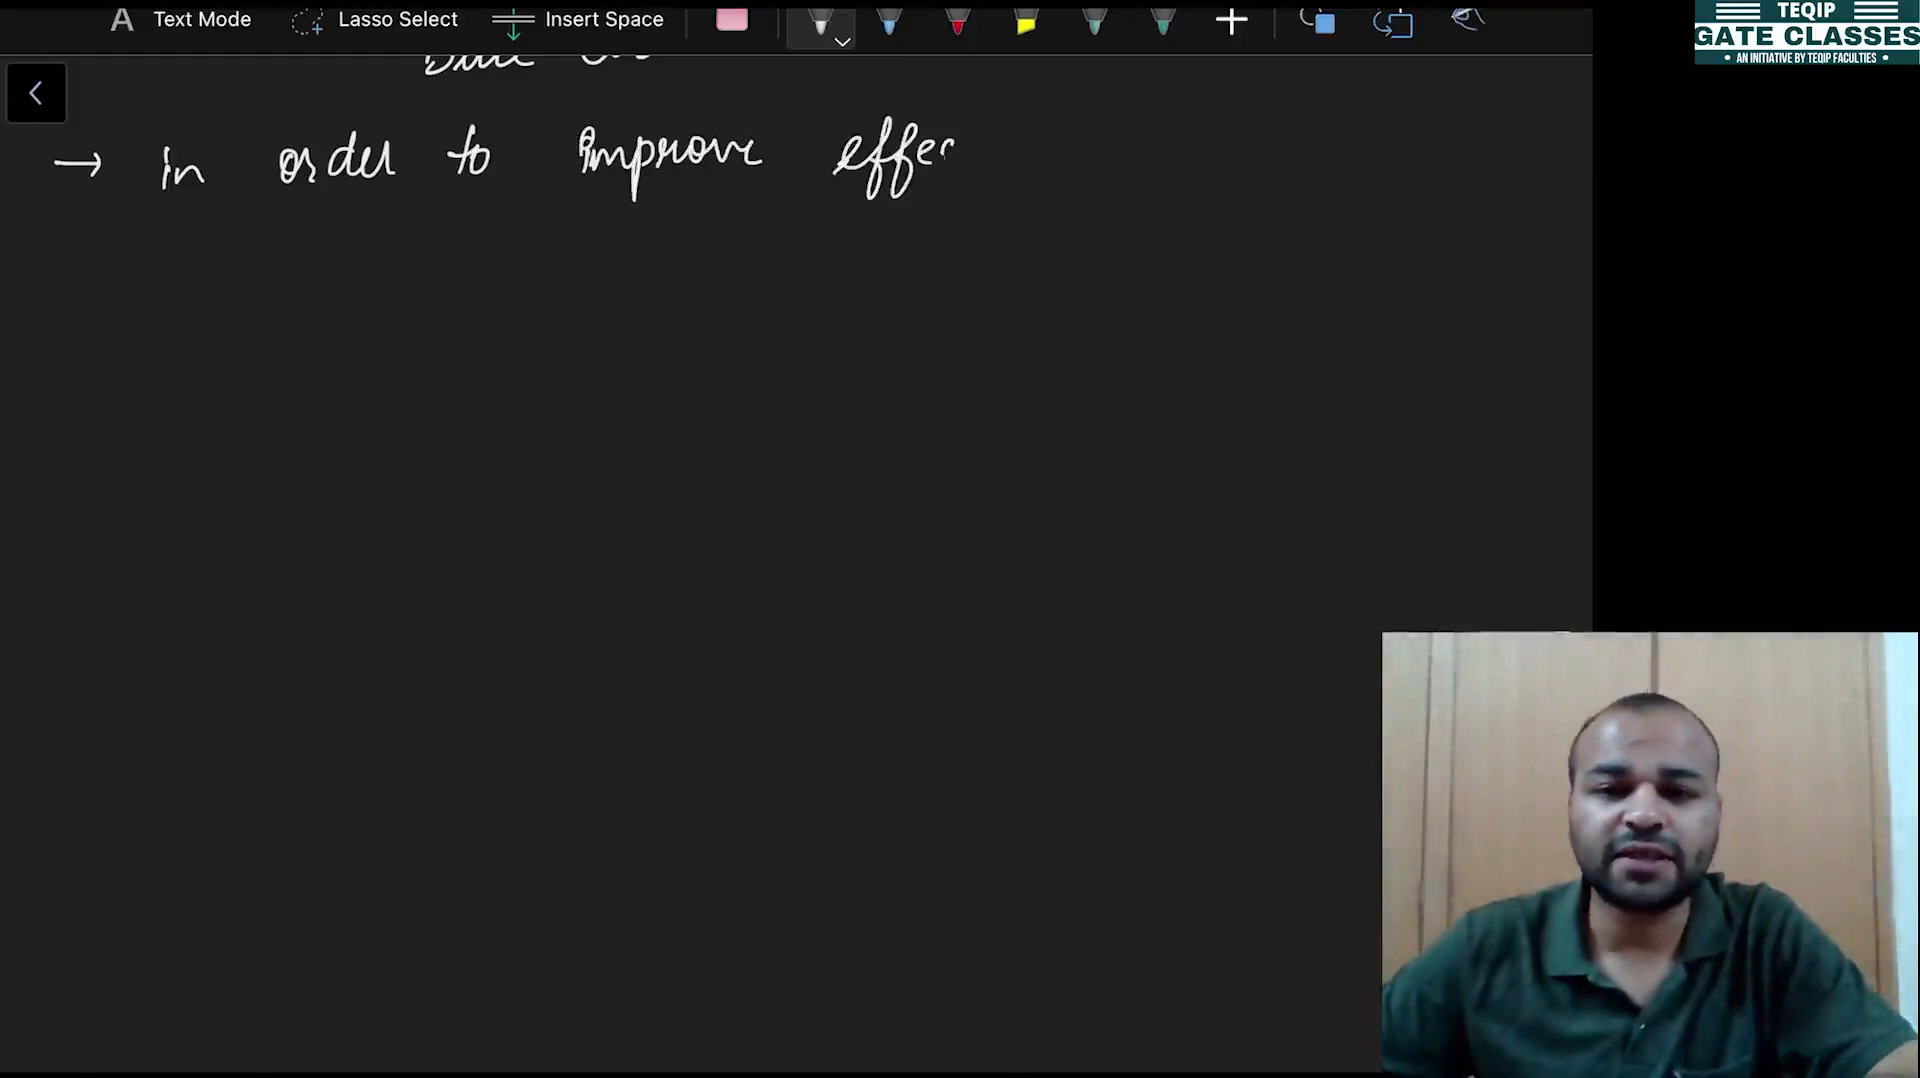 A Text Mode Lasso Select Insert Space
TEQIP
GATE CLASSES
• AN INITIATIVE BY TEQIP FACULTIES •
→ in order to improve effec